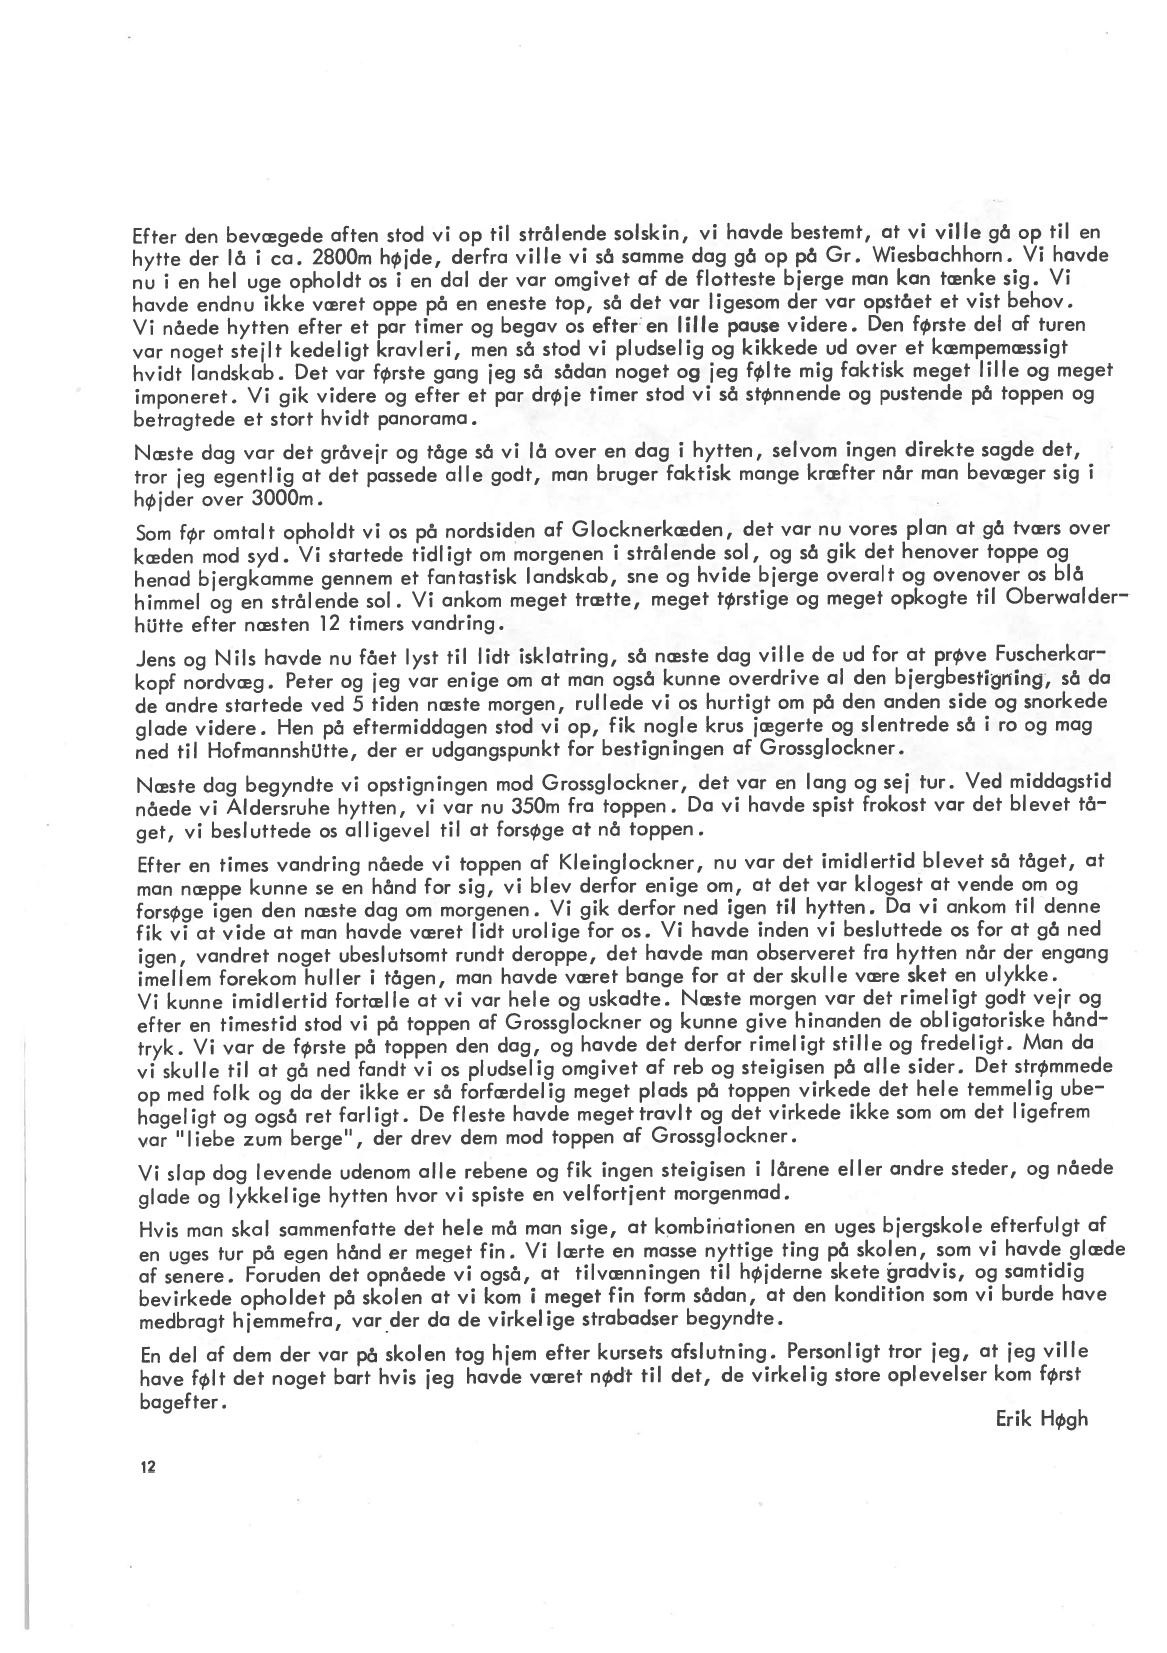 Efter den bevægede aften stod vi op til strålende solskin, vi havde bestemt, at vi ville gå op til en
hytte der lå i ca. 2800m højde, derfra ville vi så samme dag gå op på Gr. Wiesbachhorn. Vi havde
nu i en hel uge opholdt os i en dal der var omgivet af de flotteste bjerge man kan tænke sig. Vi
havde endnu ikke været oppe på en eneste top, så det var ligesom der var opstået et vist behov.
Vi nåede hytten efter et par timer og begav os efter en lille pause videre. Den første del af turen
var noget stejlt kedeligt kravleri, men så stod vi pludselig og kikkede ud over et kæmpemæssigt
hvidt landskab. Det var første gang jeg så sådan noget og jeg følte mig faktisk meget lille og meget
imponeret. Vi gik videre og efter et par drøje timer stod vi så stønnende og pustende på toppen og
betragtede et stort hvidt panorama.
Næste dag var det gråvejr og tåge så vi lå over en dag i hytten, selvom ingen direkte sagde det,
tror jeg egentlig at det passede alle godt, man bruger faktisk mange kræfter når man bevæger sig i
højder over 3000m.
Som før omtalt opholdt vi os på nordsiden af Glocknerkæden, det var nu vores plan at gå tværs over
kæden mod syd. Vi startede tidligt om morgenen i strålende sol, og så gik det henover toppe og
henad bjergkamme gennem et fantastisk landskab, sne og hvide bjerge overalt og ovenover os blå
himmel og en strålende sol. Vi ankom meget trætte, meget tørstige og meget opkogte til Oberwalder-
hütte efter næsten 12 timers vandring.
Jens og Nils havde nu fået lyst til lidt isklatring, så næste dag ville de ud for at prøve Fuscherkar-
kopf nordvæg. Peter og jeg var enige om at man også kunne overdrive al den bjergbestigning, så da
de andre startede ved 5 tiden næste morgen, rullede vi os hurtigt om på den anden side og snorkede
glade videre. Hen på eftermiddagen stod vi op, fik nogle krus jægerte og slentrede så i ro og mag
ned til Hofmannshütte, der er udgangspunkt for bestigningen af Grossglockner.
Næste dag begyndte vi opstigningen mod Grossglockner, det var en lang og sej tur. Ved middagstid
nåede vi Aldersruhe hytten, vi var nu 350m fra toppen. Da vi havde spist frokost var det blevet tå-
get, vi besluttede os alligevel til at forsøge at nå toppen.
Efter en times vandring nåede vi toppen af Kleinglockner, nu var det imidlertid blevet så tåget, at
man næppe kunne se en hånd for sig, vi blev derfor enige om, at det var klogest at vende om og
forsøge igen den næste dag om morgenen. Vi gik derfor ned igen til hytten. Da vi ankom til denne
fik vi at vide at man havde været lidt urolige for os. Vi havde inden vi besluttede os for at gå ned
igen, vandret noget ubeslutsomt rundt deroppe, det havde man observeret fra hytten når der engang
imellem forekom huller i tågen, man havde været bange for at der skulle være sket en ulykke.
Vi kunne imidlertid fortælle at vi var hele og uskadte. Næste morgen var det rimeligt godt vejr og
efter en timestid stod vi på toppen af Grossglockner og kunne give hinanden de obligatoriske hånd-
tryk. Vi var de første på toppen den dag, og havde det derfor rimeligt stille og fredeligt. Man da
vi skulle til at gå ned fandt vi os pludselig omgivet af reb og steigisen på alle sider. Det strømmede
op med folk og da der ikke er så forfærdelig meget plads på toppen virkede det hele temmelig ube-
hageligt og også ret farligt. De fleste havde meget travlt og det virkede ikke som om det ligefrem
var "liebe zum berge", der drev dem mod toppen af Grossglockner.
Vi slap dog levende udenom alle rebene og fik ingen steigisen i lårene eller andre steder, og nåede
glade og lykkelige hytten hvor vi spiste en velfortjent morgenmad.
Hvis man skal sammenfatte det hele må man sige, at kombinationen en uges bjergskole efterfulgt af
en uges tur på egen hånd er meget fin. Vi lærte en masse nyttige ting på skolen, som vi havde glæde
af senere. Foruden det opnåede vi også, at tilvænningen til højderne skete gradvis, og samtidig
bevirkede opholdet på skolen at vi kom i meget fin form sådan, at den kondition som vi burde have
medbragt hjemmefra, var der da de virkelige strabadser begyndte.
En del af dem der var på skolen tog hjem efter kursets afslutning. Personligt tror jeg, at jeg ville
have følt det noget bart hvis jeg havde været nødt til det, de virkelig store oplevelser kom først
bagefter.
Erik Høgh
12